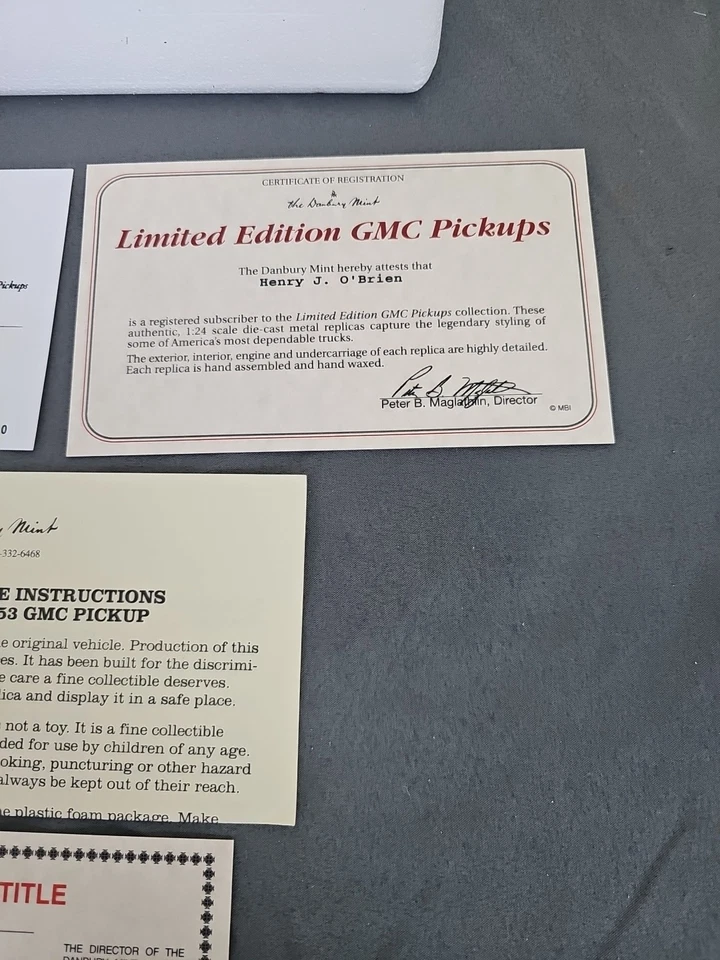 CERTIFICATE OF REGISTRATION
the Danbury Mint
Limited Edition GMC Pickups
The Danbury Mint hereby attests that
Henry J. O'Brien
is a registered subscriber to the Limited Edition GMC Pickups collection. These
authentic, 1:24 scale die-cast metal replicas capture the legendary styling of
some of America's most dependable trucks.
The exterior, interior, engine and undercarriage of each replica are highly detailed.
Each replica is hand assembled and hand waxed.
Peter B. Maglathlin, Director
© MBI
Pickups
0
Mint
-332-6468
E INSTRUCTIONS
53 GMC PICKUP
e original vehicle. Production of this
es. It has been built for the discrimi-
e care a fine collectible deserves.
lica and display it in a safe place.
not a toy. It is a fine collectible
ded for use by children of any age.
oking, puncturing or other hazard
always be kept out of their reach.
he plastic foam package. Make
TITLE
THE DIRECTOR OF THE